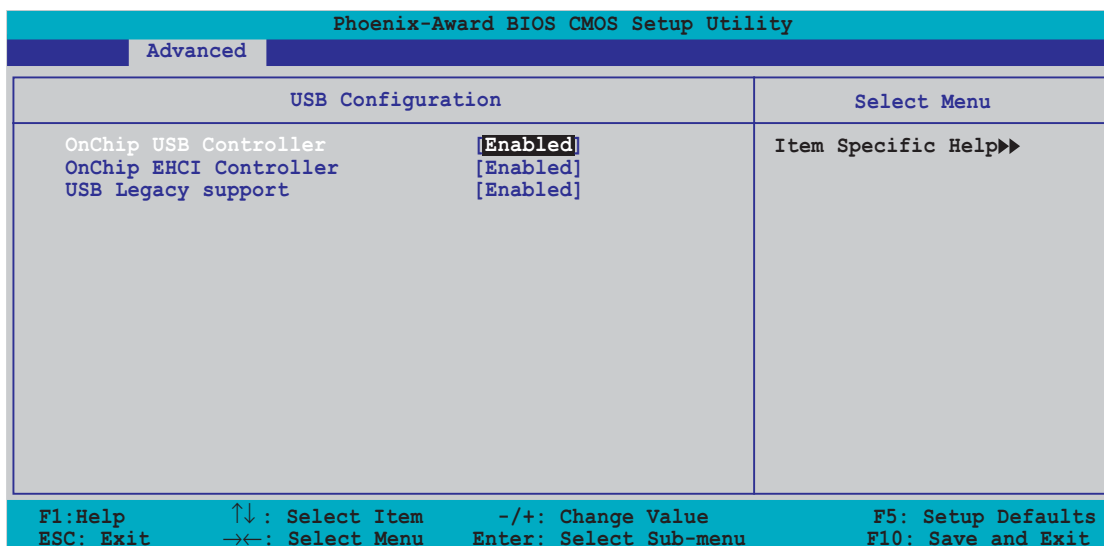 Phoenix-Award BIOS CMOS Setup Utility
Advanced
USB Configuration
Select Menu
OnChip USB Controller [Enabled]
OnChip EHCI Controller [Enabled]
USB Legacy support [Enabled]
Item Specific Help▶▶
F1:Help ↑↓: Select Item -/+: Change Value F5: Setup Defaults
ESC: Exit →←: Select Menu Enter: Select Sub-menu F10: Save and Exit